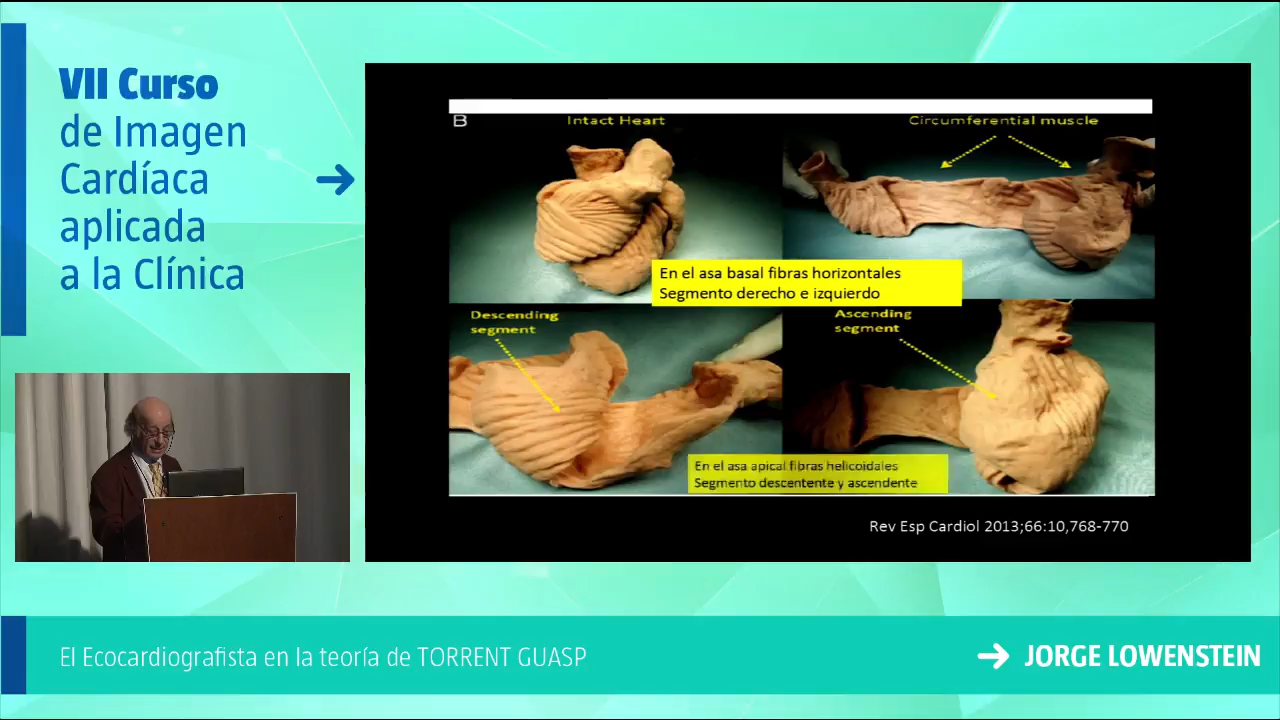 VII Curso
de Imagen
Cardíaca
aplicada
a la Clínica
B
Intact Heart
Circumferential muscle
En el asa basal fibras horizontales
Segmento derecho e izquierdo
Descending
segment
Ascending
segment
En el asa apical fibras helicoidales
Segmento descentente y ascendente
Rev Esp Cardiol 2013;66:10,768-770
El Ecocardiografista en la teoría de TORRENT GUASP
JORGE LOWENSTEIN